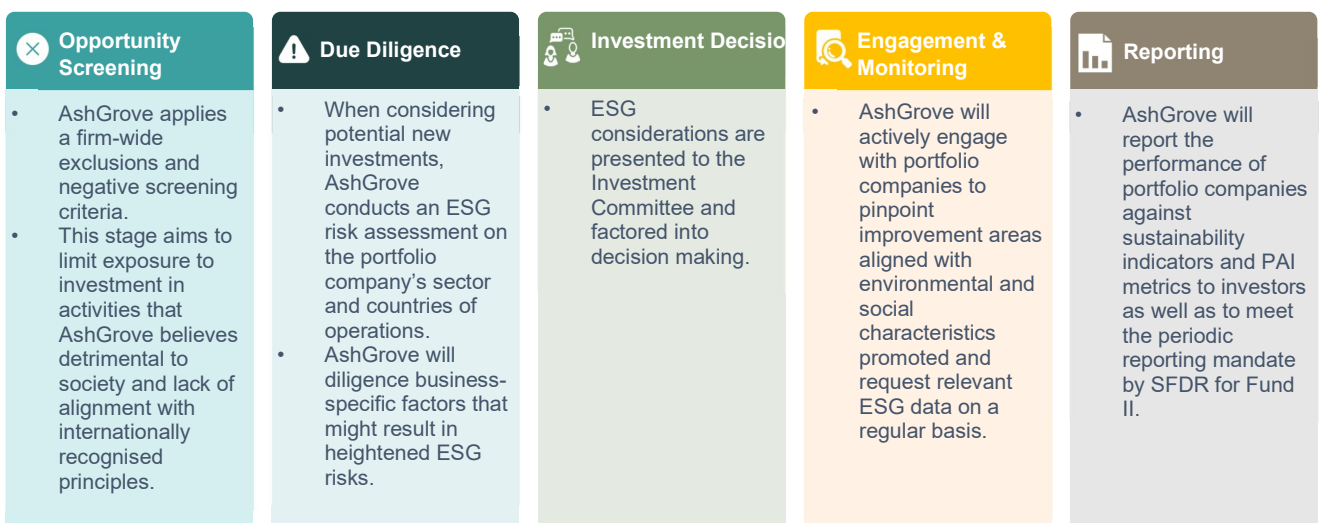 Opportunity
Screening
• AshGrove applies
a firm-wide
exclusions and
negative screening
criteria.
• This stage aims to
limit exposure to
investment in
activities that
AshGrove believes
detrimental to
society and lack of
alignment with
internationally
recognised
principles.
Due Diligence
• When considering
potential new
investments,
AshGrove
conducts an ESG
risk assessment on
the portfolio
company's sector
and countries of
operations.
• AshGrove will
diligence business-
specific factors that
might result in
heightened ESG
risks.
Investment Decisio
• ESG
considerations are
presented to the
Investment
Committee and
factored into
decision making.
Engagement &
Monitoring
• AshGrove will
actively engage
with portfolio
companies to
pinpoint
improvement areas
aligned with
environmental and
social
characteristics
promoted and
request relevant
ESG data on a
regular basis.
Reporting
• AshGrove will
report the
performance of
portfolio companies
against
sustainability
indicators and PAI
metrics to investors
as well as to meet
the periodic
reporting mandate
by SFDR for Fund
II.